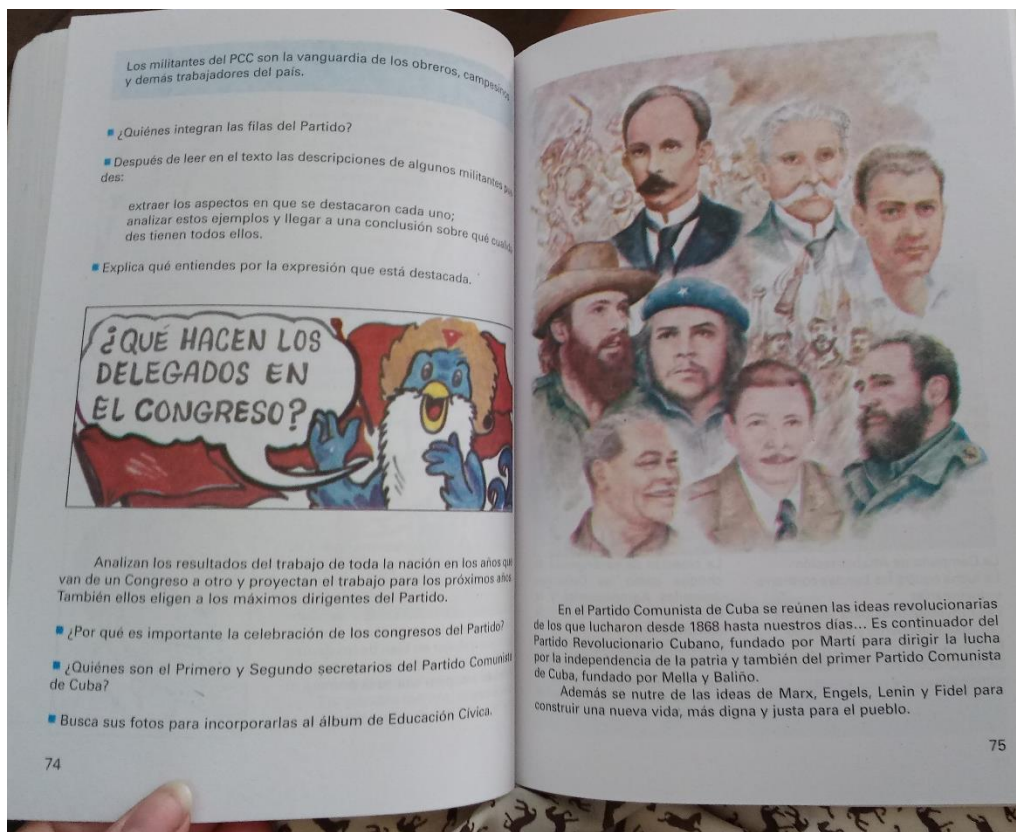 Los militantes del PCC son la vanguardia de los obreros, campesinos
y demás trabajadores del país.
¿Quiénes integran las filas del Partido?
Después de leer en el texto las descripciones de algunos militantes
des:
extraer los aspectos en que se destacaron cada uno;
analizar estos ejemplos y llegar a una conclusión sobre qué
des tienen todos ellos.
Explica qué entiendes por la expresión que está destacada.
¿QUÉ HACEN LOS
DELEGADOS EN
EL CONGRESO?
Analizan los resultados del trabajo de toda la nación en los años
van de un Congreso a otro y proyectan el trabajo para los próximos años.
También ellos eligen a los máximos dirigentes del Partido.
¿Por qué es importante la celebración de los congresos del Partido?
¿Quiénes son el Primero y Segundo secretarios del Partido Comunista
de Cuba?
Busca sus fotos para incorporarlas al álbum de Educación Cívica.
74
En el Partido Comunista de Cuba se reúnen las ideas revolucionarias
de los que lucharon desde 1868 hasta nuestros días... Es continuador del
Partido Revolucionario Cubano, fundado por Martí para dirigir la lucha
por la independencia de la patria y también del primer Partido Comunista
de Cuba, fundado por Mella y Baliño.
Además se nutre de las ideas de Marx, Engels, Lenin y Fidel para
construir una nueva vida, más digna y justa para el pueblo.
75